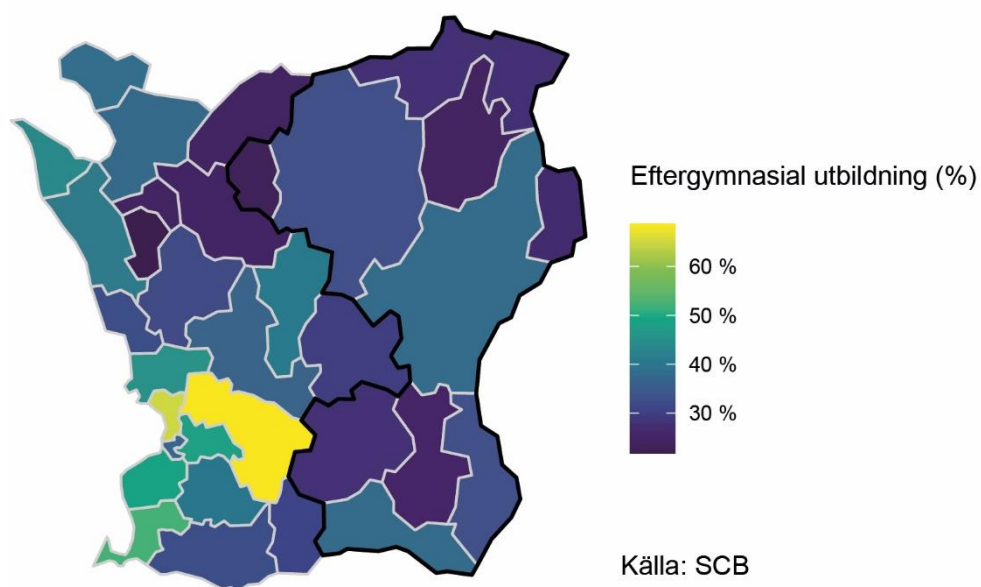 Eftergymnasial utbildning (%)
60 %
50 %
40 %
30 %
Källa: SCB